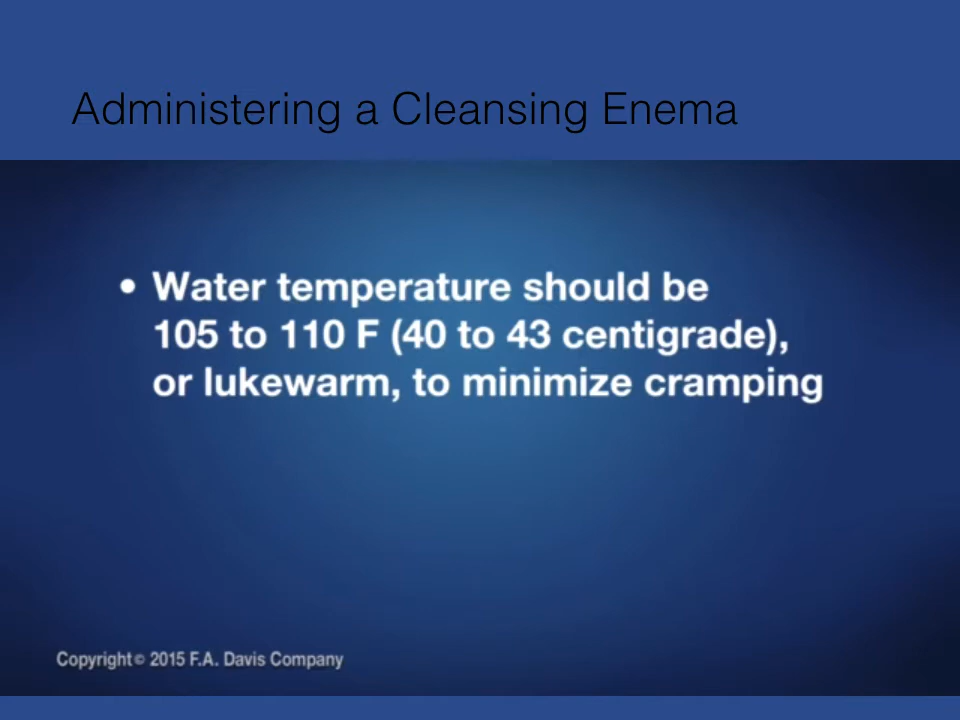 Administering a Cleansing Enema
• Water temperature should be
105 to 110 F (40 to 43 centigrade),
or lukewarm, to minimize cramping
Copyright © 2015 F.A. Davis Company